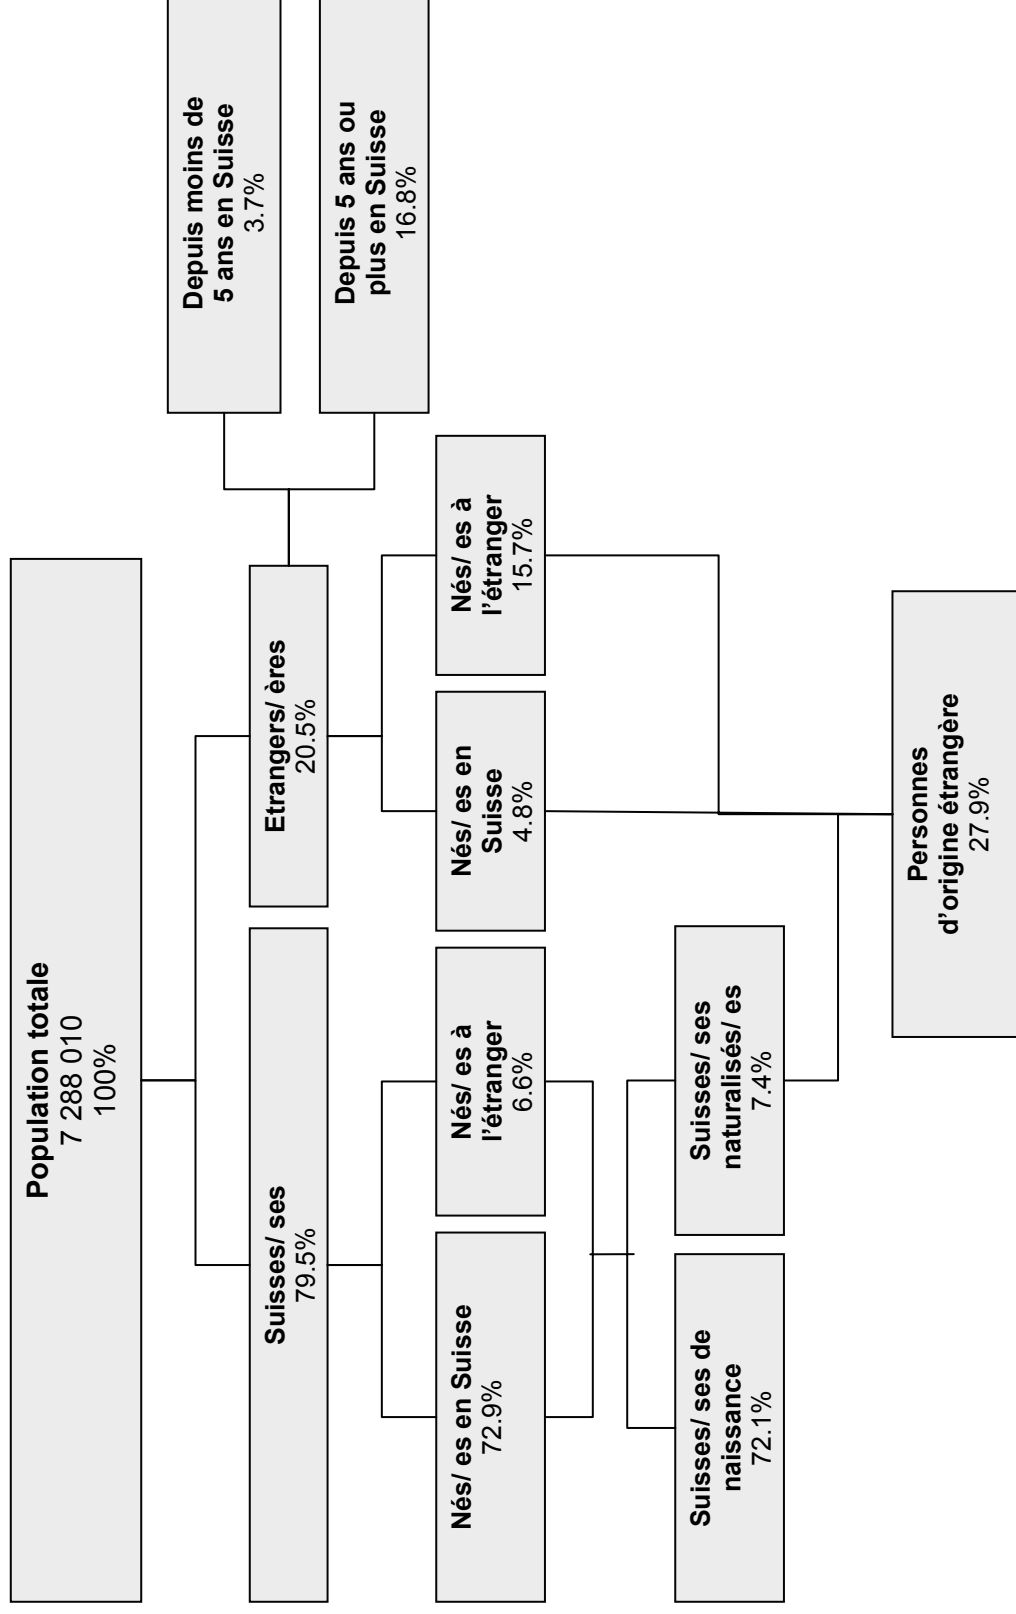 Population totale
7 288 010
100%
Suisses/ ses
79.5%
Etrangers/ ères
20.5%
Depuis moins de
5 ans en Suisse
3.7%
Depuis 5 ans ou
plus en Suisse
16.8%
Nés/ es en Suisse
72.9%
Nés/ es à
l’étranger
6.6%
Nés/ es en
Suisse
4.8%
Nés/ es à
l’étranger
15.7%
Suisses/ ses de
naissance
72.1%
Suisses/ ses
naturalisés/ es
7.4%
Personnes
d’origine étrangère
27.9%